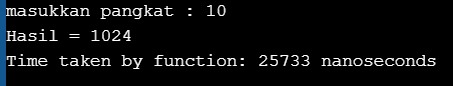 masukkan pangkat : 10
Hasil = 1024
Time taken by function: 25733 nanoseconds